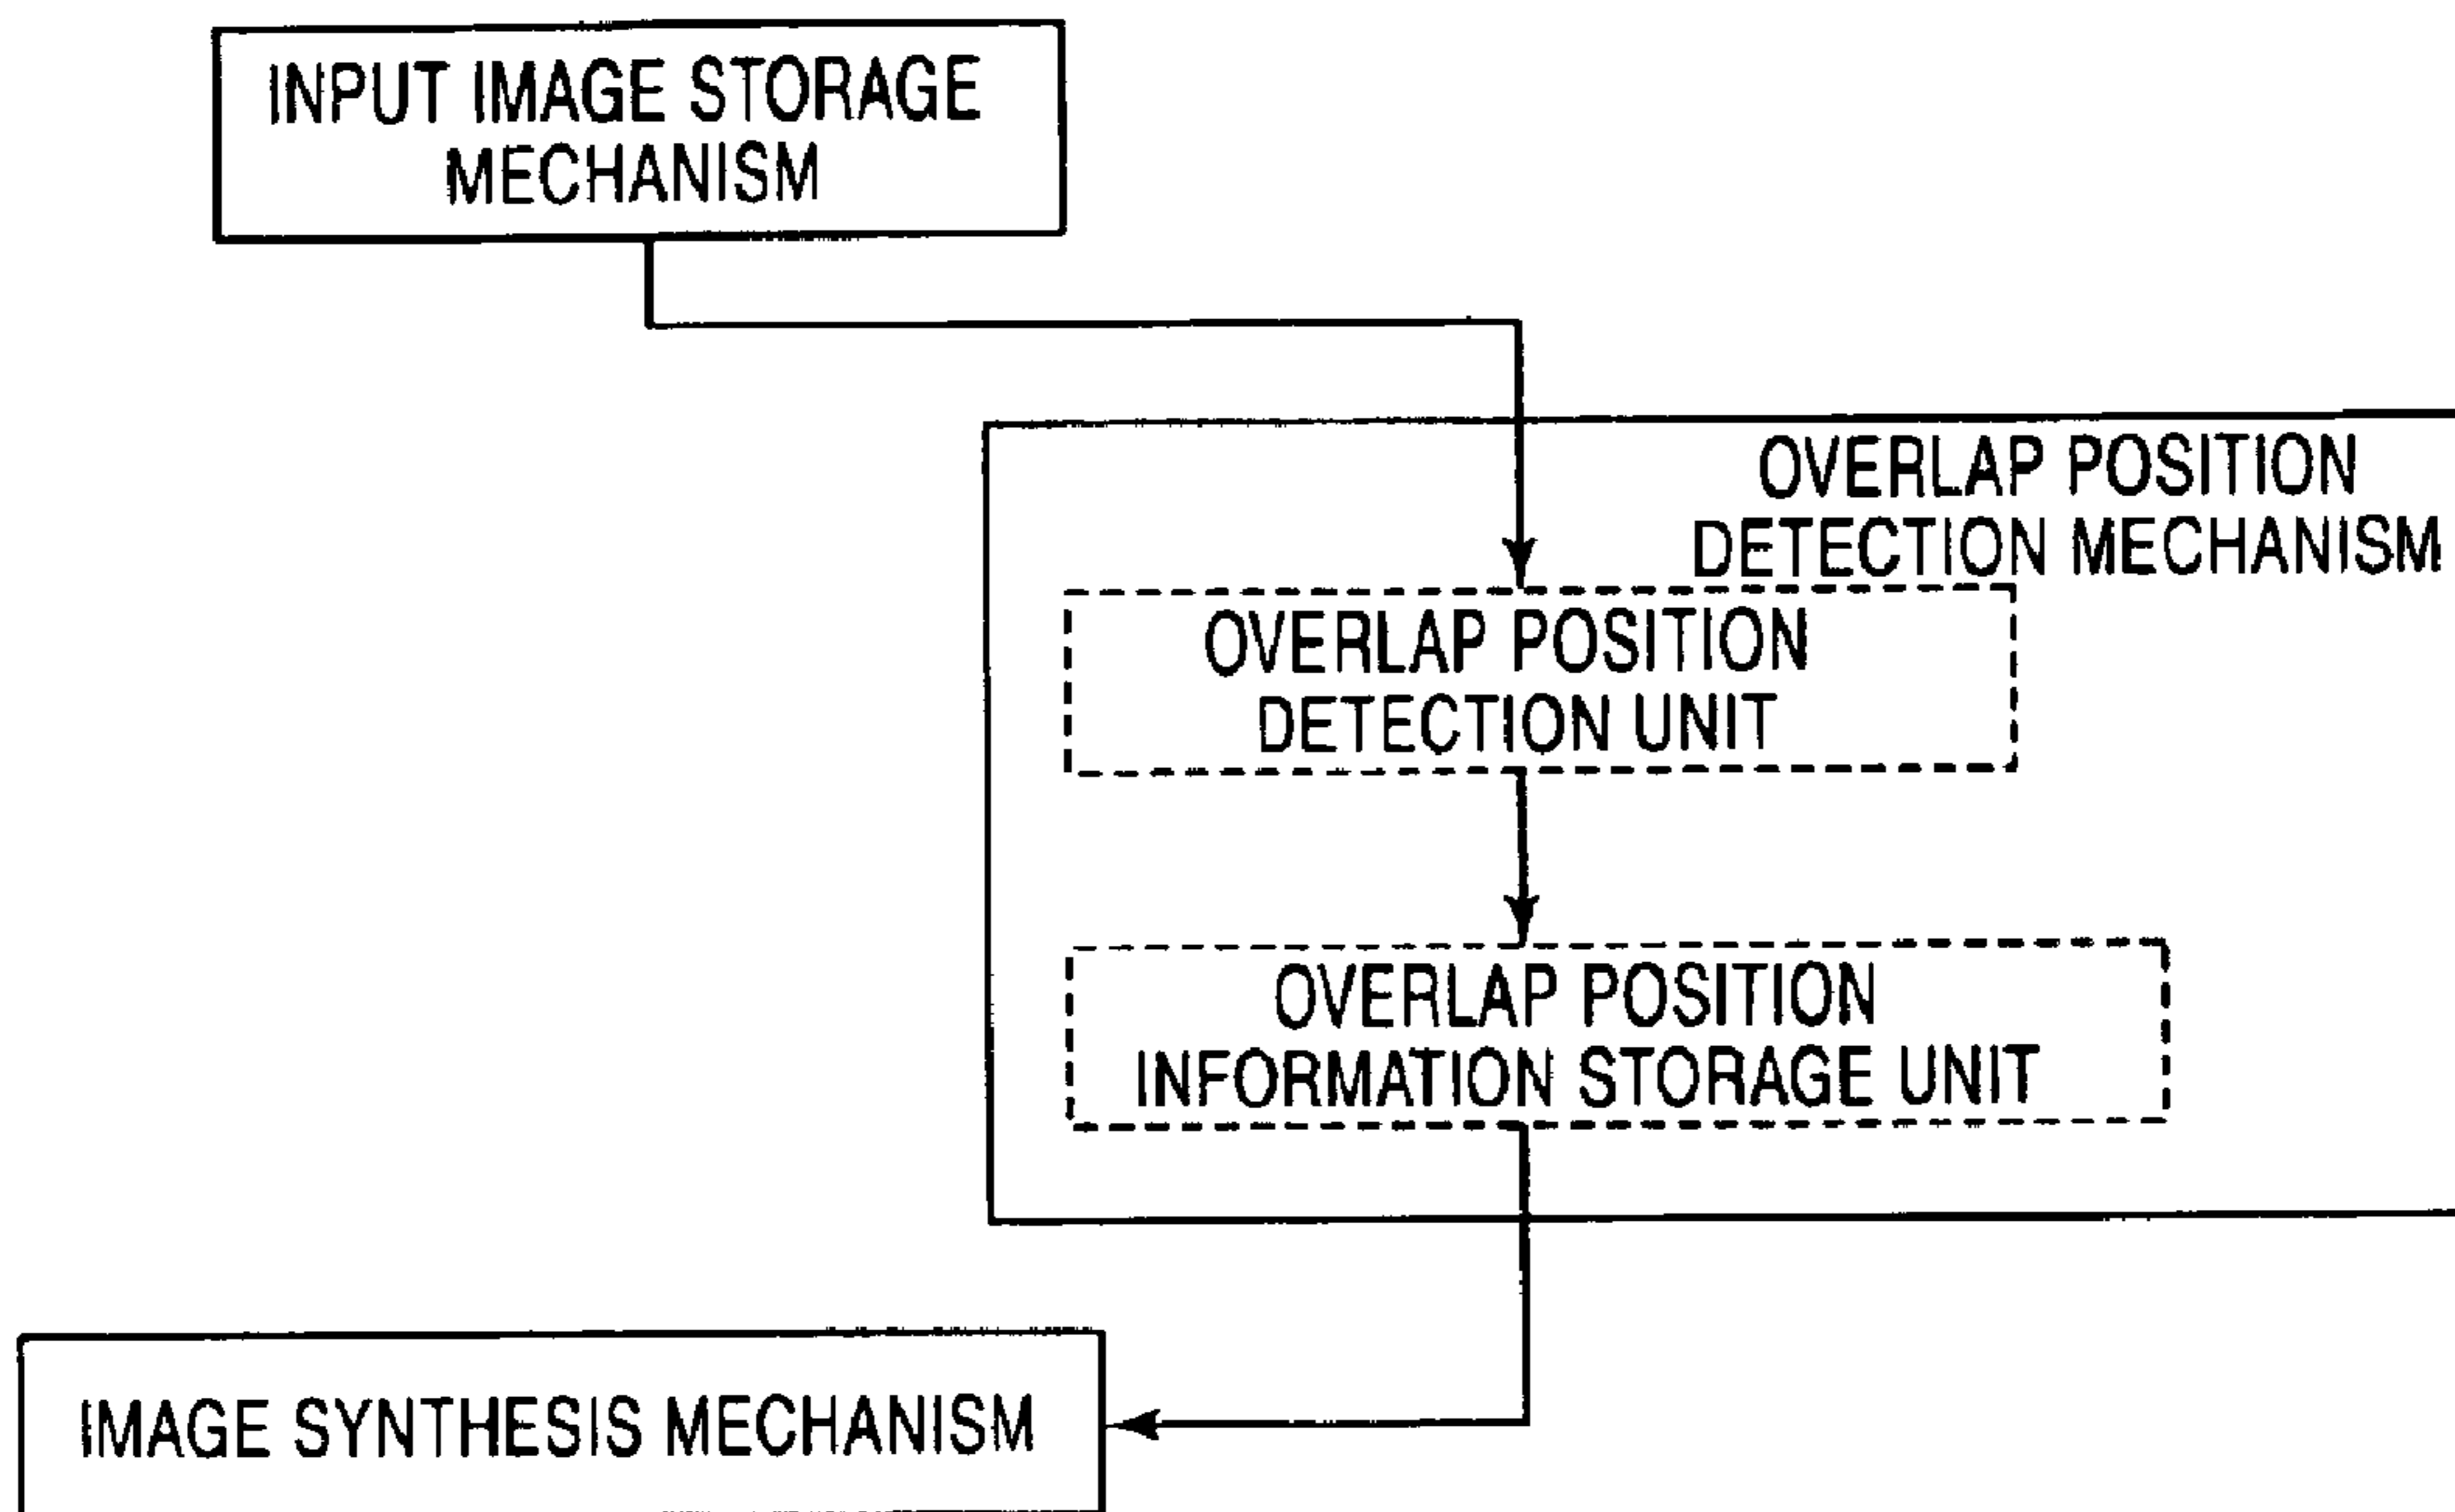 INPUT IMAGE STORAGE
MECHANISM
OVERLAP POSITION
DETECTION MECHANISM
OVERLAP POSITION
DETECTION UNIT
OVERLAP POSITION
INFORMATION STORAGE UNIT
IMAGE SYNTHESIS MECHANISM